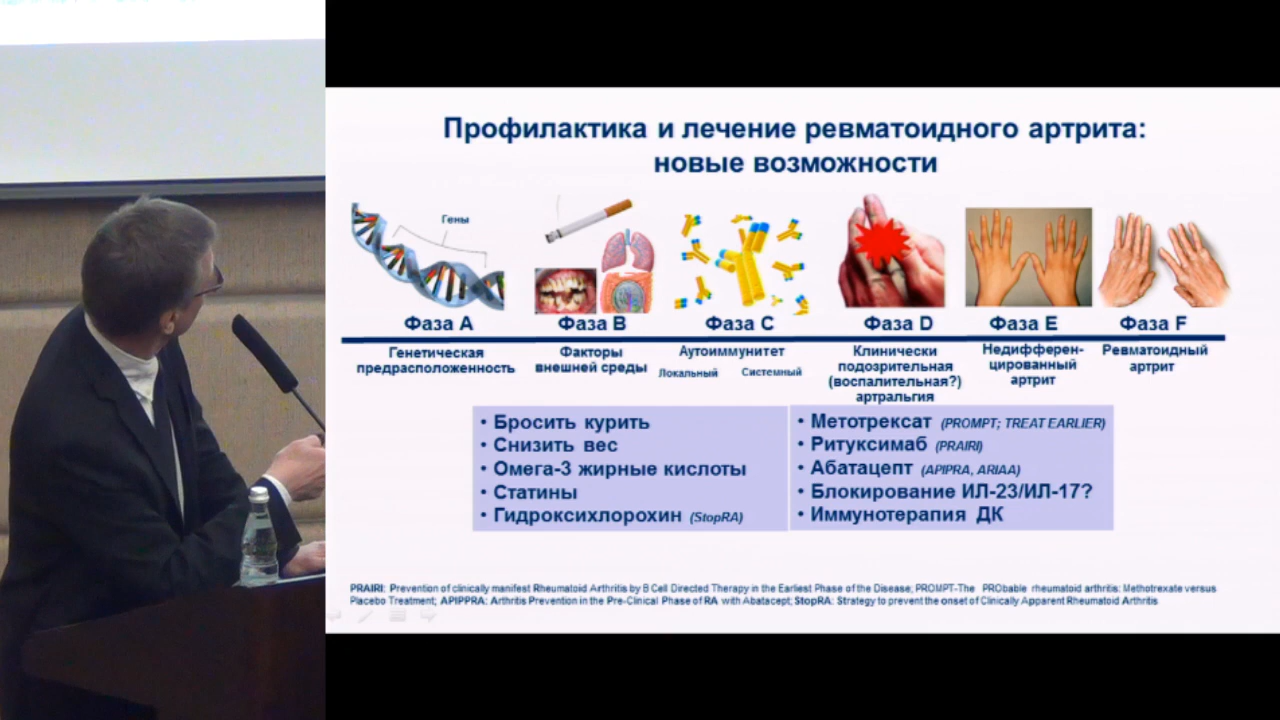 Профилактика и лечение ревматоидного артрита:
новые возможности
Гены
Фаза A
Фаза B
Фаза C
Фаза D
Фаза E
Фаза F
Генетическая
предрасположенность
Факторы
внешней среды
Аутоиммунитет
Локальный Системный
Клинически
подозрительная
(воспалительная?)
артралгия
Недифферен-
цированный
артрит
Ревматоидный
артрит
• Бросить курить
• Снизить вес
• Омега-3 жирные кислоты
• Статины
• Гидроксихлорохин (StopRA)
• Метотрексат (PROMPT; TREAT EARLIER)
• Ритуксимаб (PRAIRI)
• Абатацепт (APIPRA, ARIAA)
• Блокирование ИЛ-23/ИЛ-17?
• Иммунотерапия ДК
PRAIRI: Prevention of clinically manifest Rheumatoid Arthritis by B Cell Directed Therapy in the Earliest Phase of the Disease; PROMPT-The PRObable rheumatoid arthritis: Methotrexate versus
Placebo Treatment; APIPPRA: Arthritis Prevention in the Pre-Clinical Phase of RA with Abatacept; StopRA: Strategy to prevent the onset of Clinically Apparent Rheumatoid Arthritis